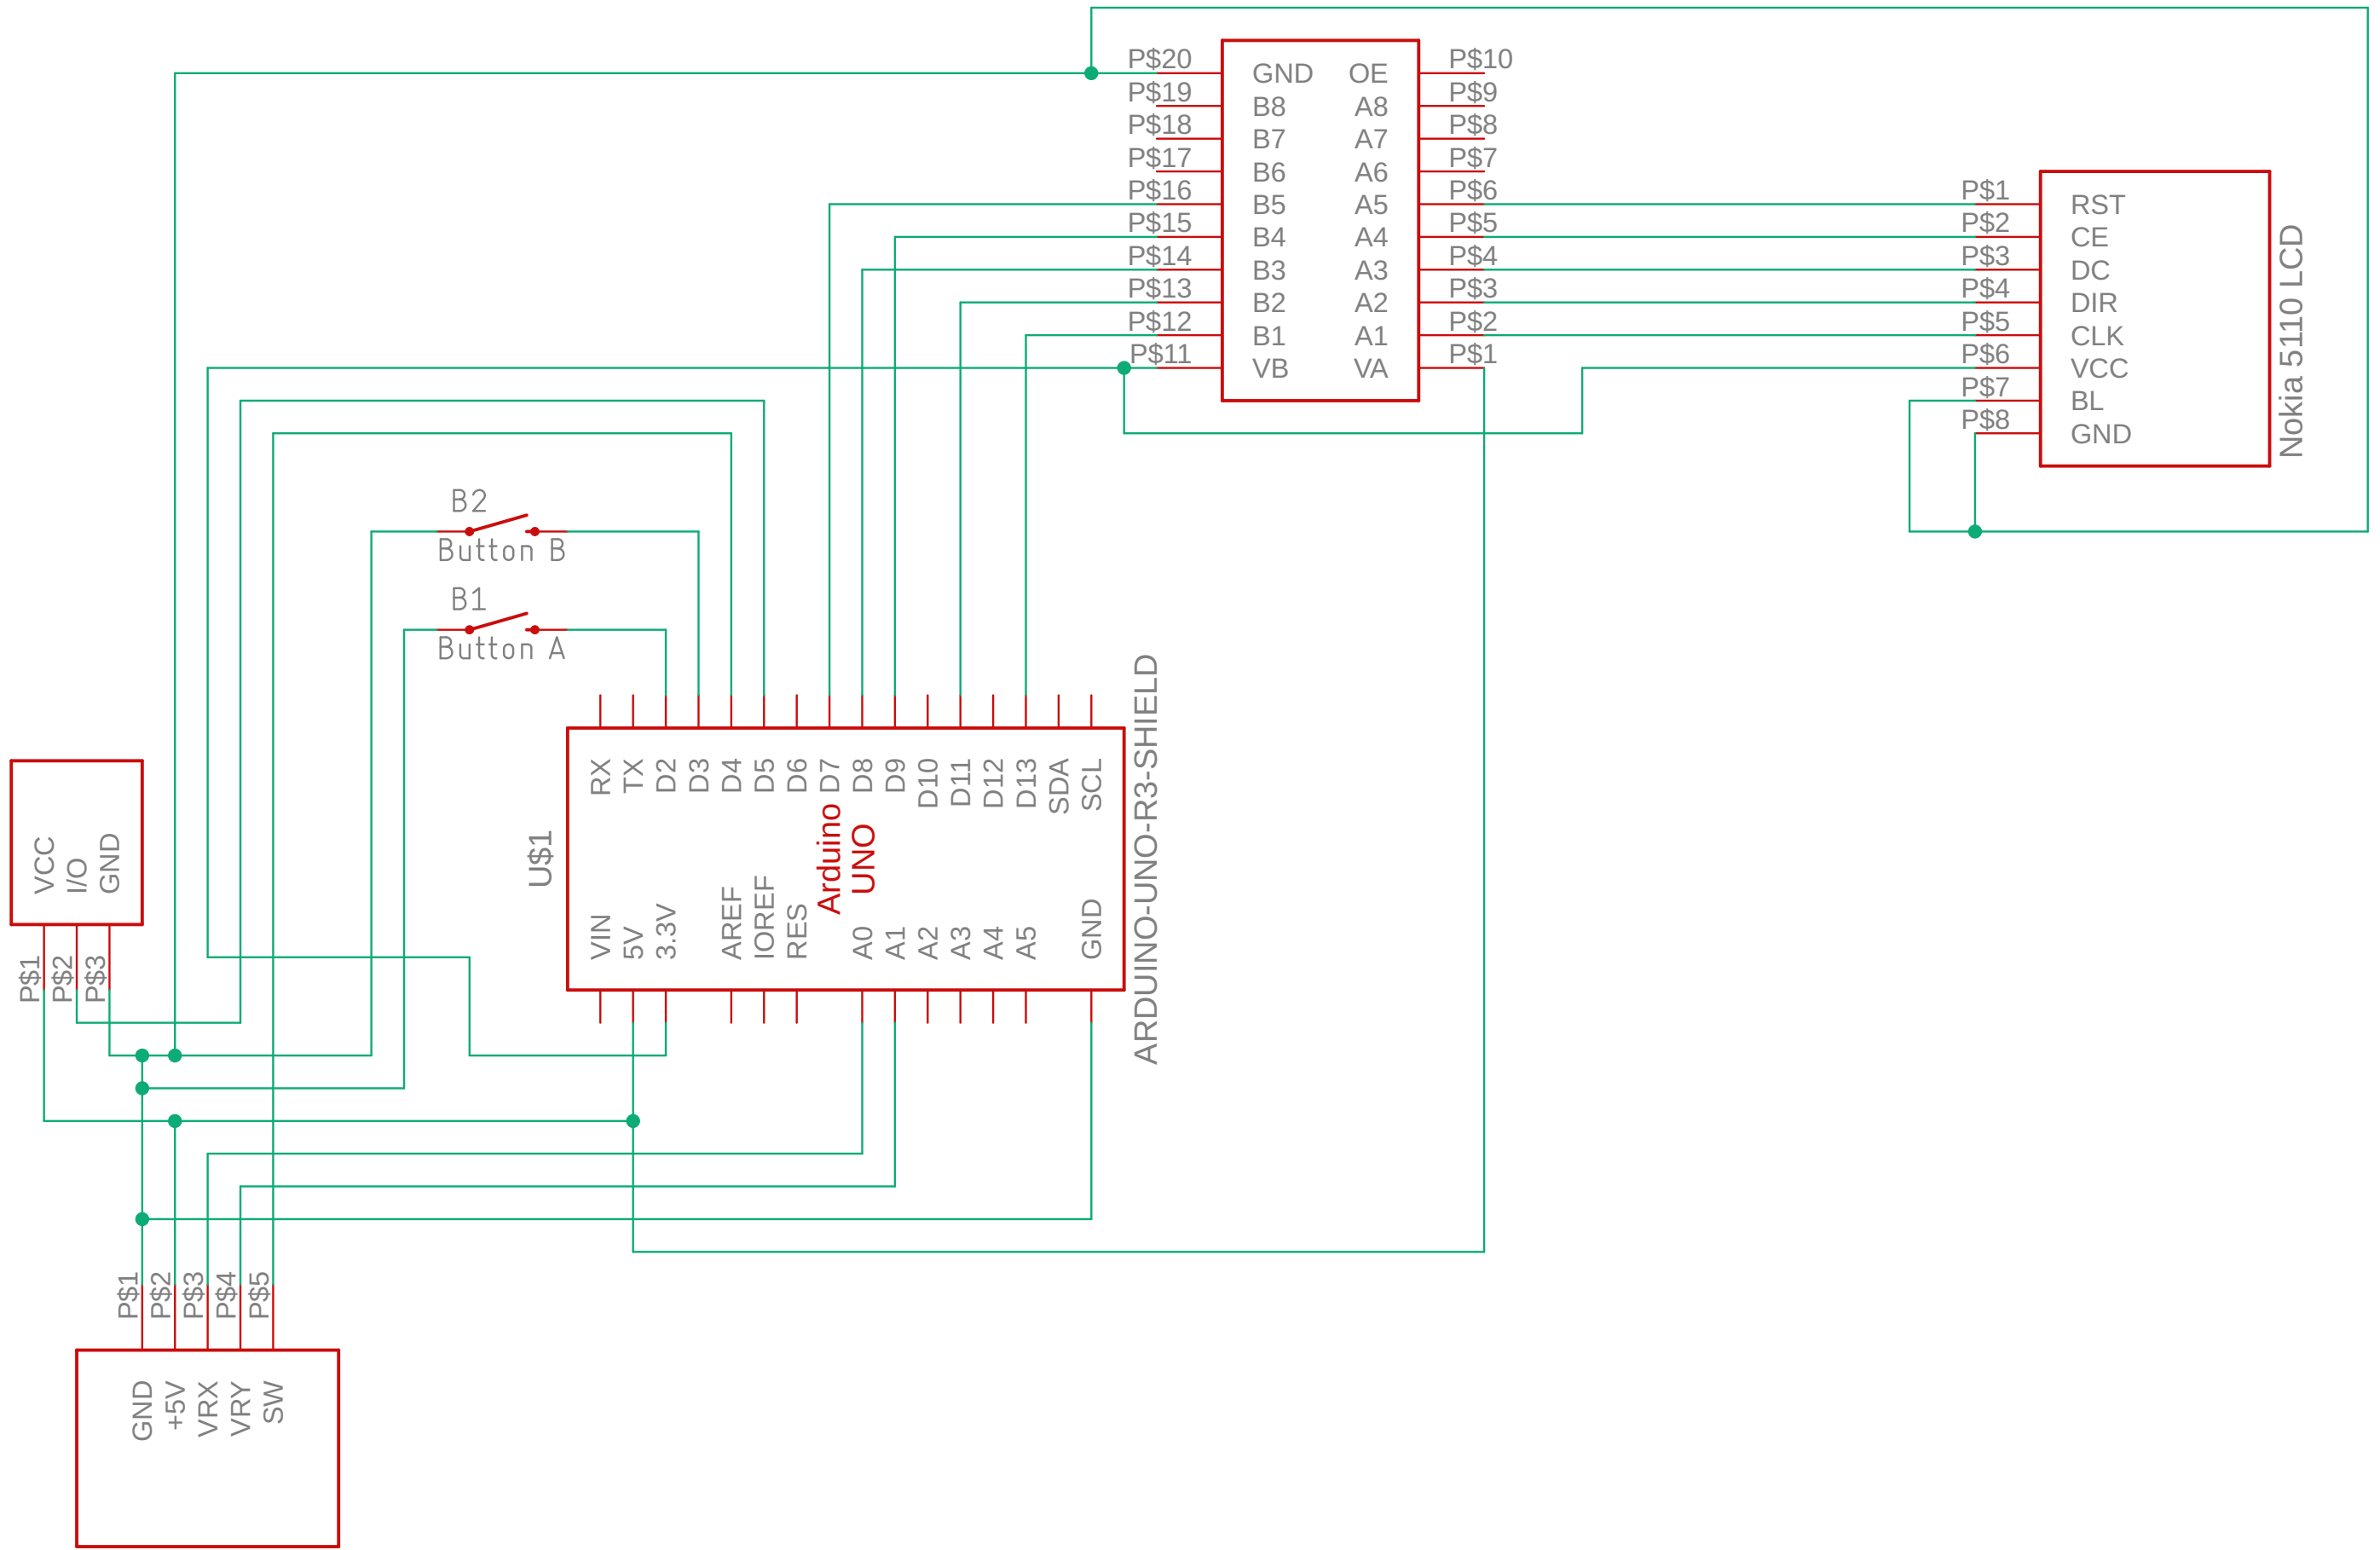 P$20
P$19
P$18
P$17
P$16
P$15
P$14
P$13
P$12
P$11
GND OE
B8 A8
B7 A7
B6 A6
B5 A5
B4 A4
B3 A3
B2 A2
B1 A1
VB VA
P$10
P$9
P$8
P$7
P$6
P$5
P$4
P$3
P$2
P$1
P$1
P$2
P$3
P$4
P$5
P$6
P$7
P$8
RST
CE
DC
DIR
CLK
VCC
BL
GND
Nokia 5110 LCD
B2
Button B
B1
Button A
RX
TX
D2
D3
D4
D5
D6
D7
D8
D9
D10
D11
D12
D13
SDA
SCL
U$1
Arduino
UNO
ARDUINO-UNO-R3-SHIELD
VIN
5V
3.3V
AREF
IOREF
RES
A0
A1
A2
A3
A4
A5
GND
VCC
I/O
GND
P$1
P$2
P$3
P$1
P$2
P$3
P$4
P$5
GND
+5V
VRX
VRY
SW